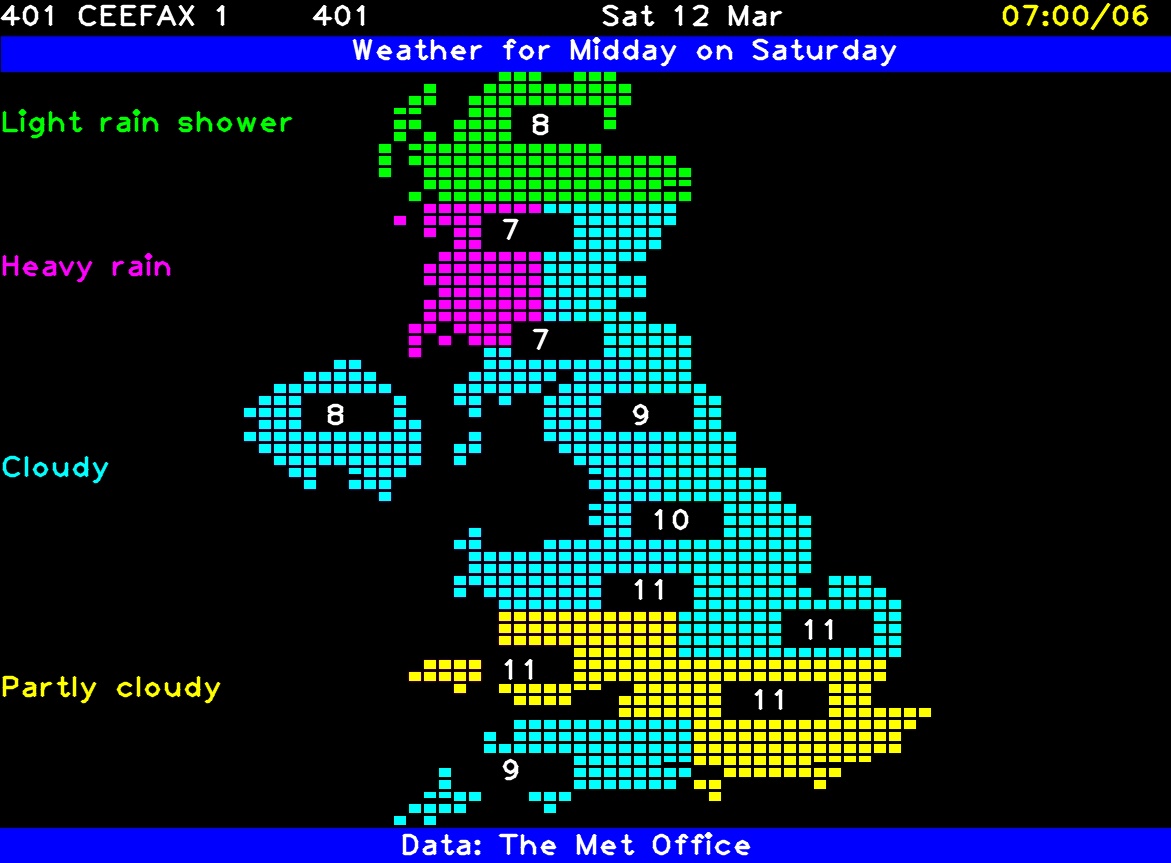 401 CEEFAX 1 401 Sat 12 Mar 07:00/06
Weather for Midday on Saturday
Light rain shower
8
7
Heavy rain
7
8
9
Cloudy
10
11
11
11
Partly cloudy
11
9
Data: The Met Office